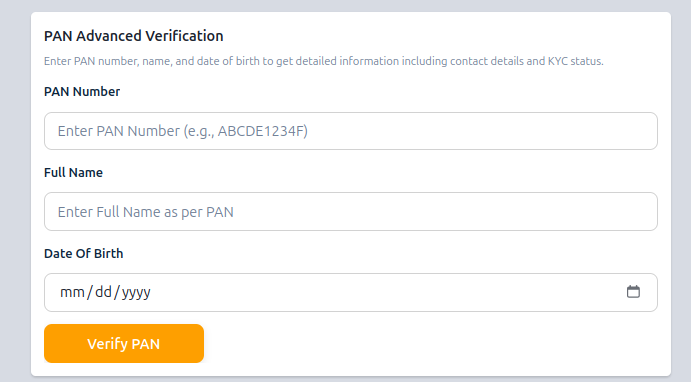 PAN Advanced Verification
Enter PAN number, name, and date of birth to get detailed information including contact details and KYC status.
PAN Number
Enter PAN Number (e.g., ABCDE1234F)
Full Name
Enter Full Name as per PAN
Date Of Birth
mm/dd/yyyy
Verify PAN